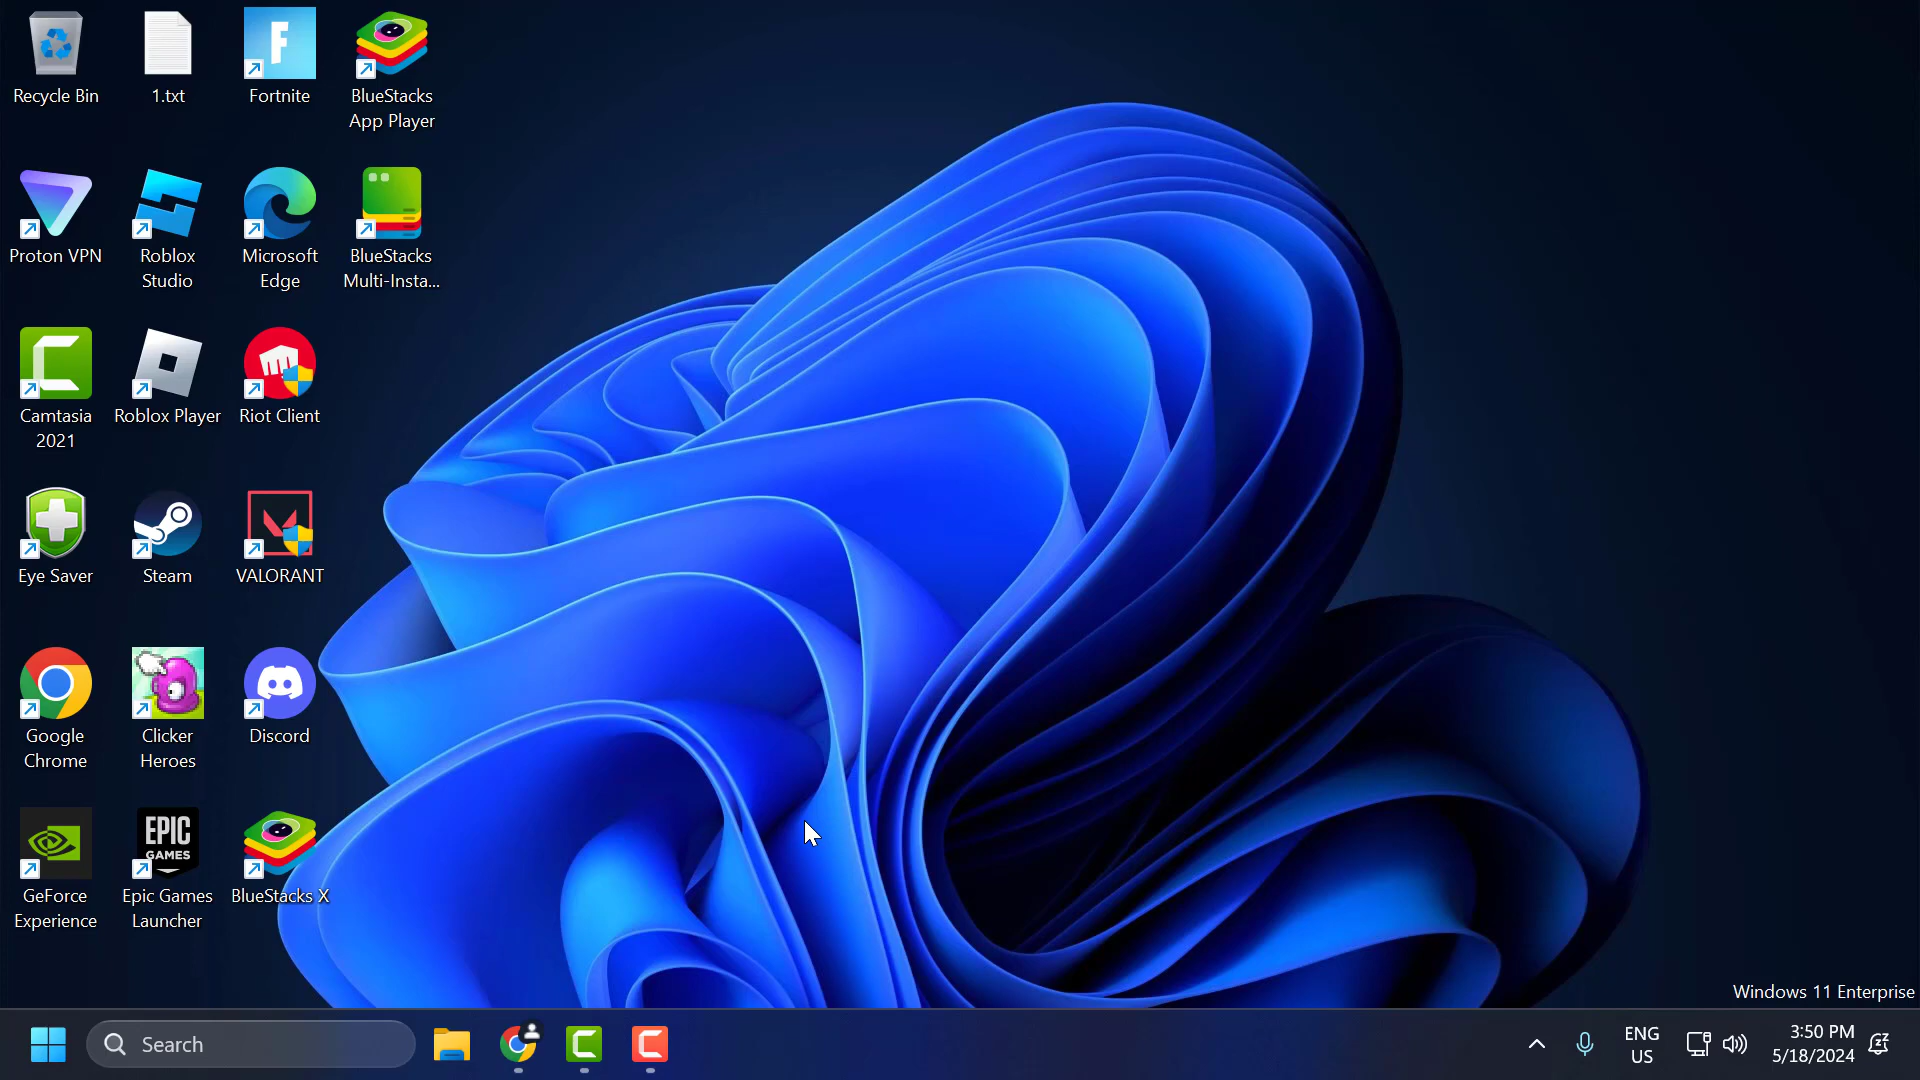 Recycle Bin
1.txt
Fortnite
BlueStacks
App Player
Proton VPN
Roblox
Studio
Microsoft
Edge
BlueStacks
Multi-Insta...
Camtasia
2021
Roblox Player
Riot Client
Eye Saver
Steam
VALORANT
Google
Chrome
Clicker
Heroes
Discord
GeForce
Experience
EPIC
GAMES
Epic Games
Launcher
BlueStacks X
Windows 11 Enterprise
Search
ENG
US
3:50 PM
5/18/2024